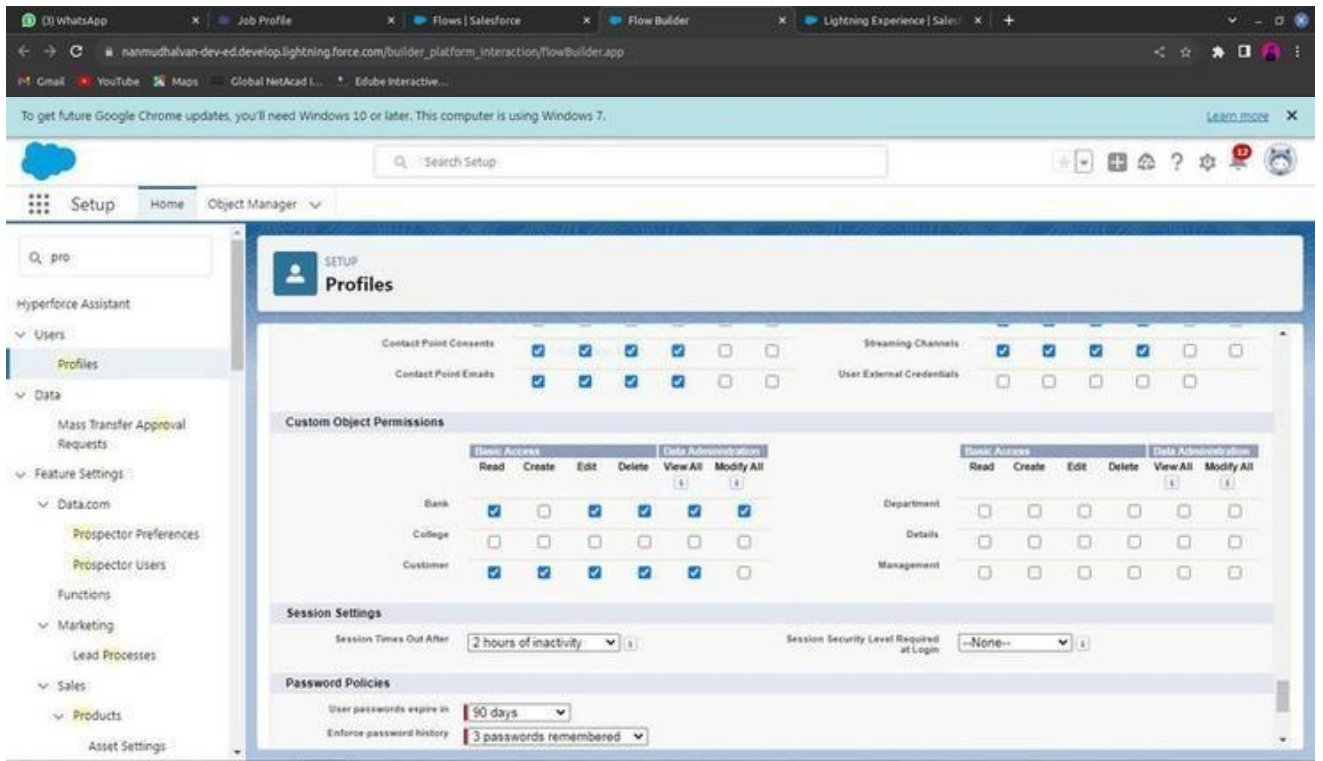 (3) WhatsApp
Job Profile
Flows | Salesforce
Flow Builder
Lightning Experience | Sales
nanmudhalvan-dev-ed.develop.lightning.force.com/builder_platform_interaction/flowBuilder.app
Gmail YouTube Maps Global NetAcad I... Edube Interactive...
To get future Google Chrome updates, you'll need Windows 10 or later. This computer is using Windows 7.
Learn more
Search Setup
12
Setup Home Object Manager
pro
Hyperforce Assistant
Users
Profiles
Data
Mass Transfer Approval
Requests
Feature Settings
Data.com
Prospector Preferences
Prospector Users
Functions
Marketing
Lead Processes
Sales
Products
Asset Settings
SETUP
Profiles
Contact Point Consents
Streaming Channels
Contact Point Emails
User External Credentials
Custom Object Permissions
Basic Access Data Administration Basic Access Data Administration
Read Create Edit Delete View All Modify All Read Create Edit Delete View All Modify All
Bank Department
College Details
Customer Management
Session Settings
Session Times Out After 2 hours of inactivity Session Security Level Required
at Login --None--
Password Policies
User passwords expire in 90 days
Enforce password history 3 passwords remembered